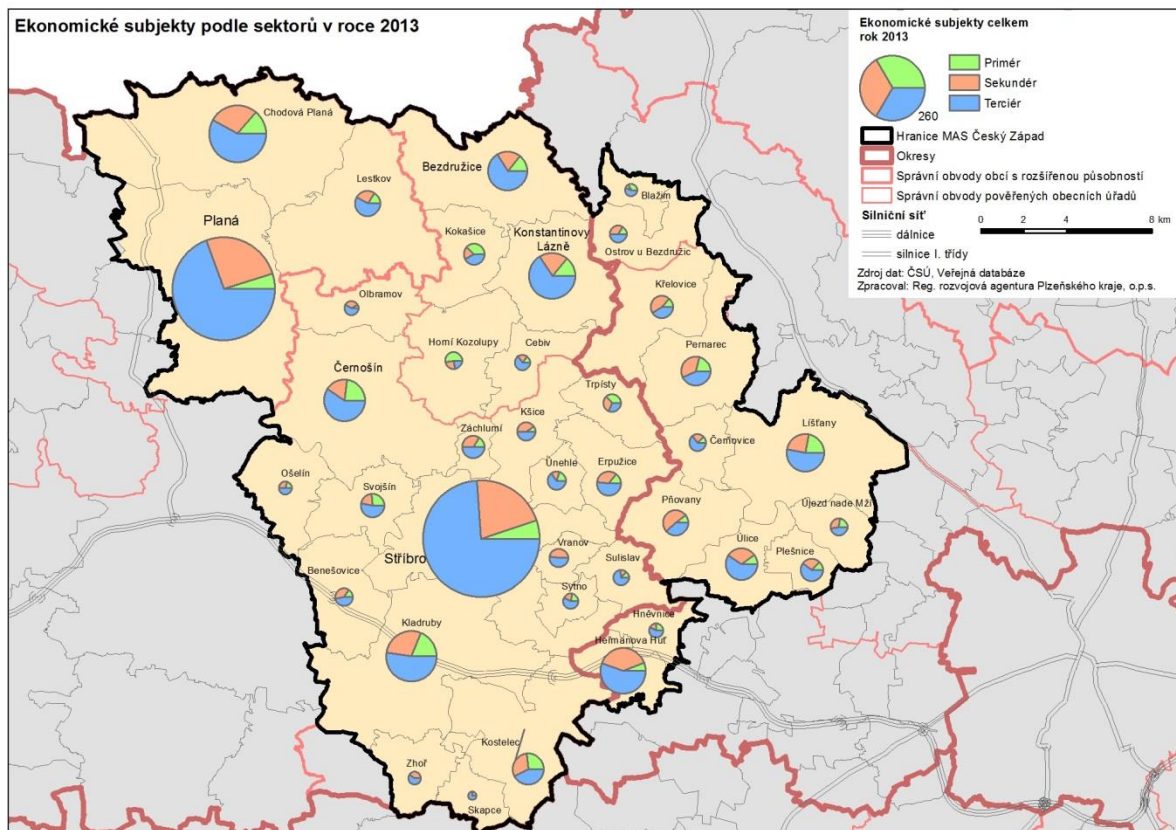 Ekonomické subjekty podle sektorů v roce 2013
Ekonomické subjekty celkem
rok 2013
Primér
Sekundér
Terciér
260
Hranice MAS Český Západ
Okresy
Správní obvody obcí s rozšířenou působností
Správní obvody pověřených obecních úřadů
Silniční síť
dálnice
silnice I. třídy
0 2 4 8 km
Zdroj dat: ČSÚ, Veřejná databáze
Zpracoval: Reg. rozvojová agentura Plzeňského kraje, o.p.s.
Chodová Planá
Bezdružice
Lestkov
Blažim
Planá
Kokašice
Konstantinovy
Lázně
Ostrov u Bezdružic
Olbramov
Křelovice
Horní Kozolupy
Cebiv
Pernarec
Černošín
Trpísty
Kšice
Záchlumí
Čerňovice
Líšťany
Ošelín
Svojšín
Únehle
Erpužice
Pňovany
Újezd nade Mží
Stříbro
Vranov
Sulislav
Úlice
Plešnice
Benešovice
Sytno
Kladruby
Hněvnice
Heřmanova Huť
Kostelec
Zhoř
Skapce